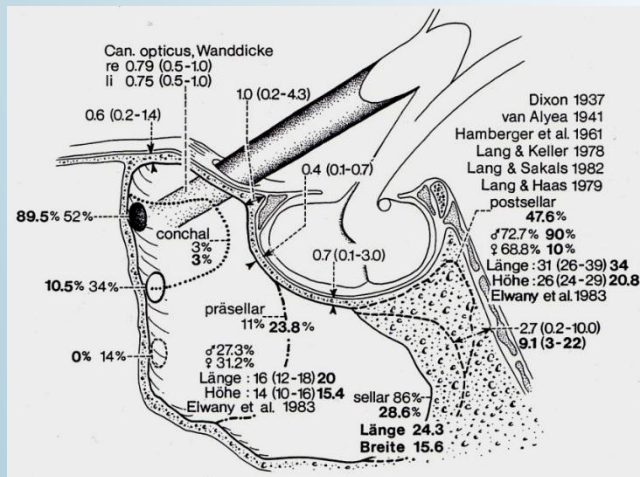 Can. opticus, Wanddicke
re 0.79 (0.5-1.0)
li 0.75 (0.5-1.0)
1.0 (0.2-4.3)
0.6 (0.2-1.4)
Dixon 1937
van Alyea 1941
Hamberger et al. 1961
Lang & Keller 1978
Lang & Sakals 1982
Lang & Haas 1979
0.4 (0.1-0.7)
postsellar
47.6%
♂72.7% 90%
♀68.8% 10%
Länge: 31 (26-39) 34
Höhe: 26 (24-29) 20.8
Elwany et al. 1983
89.5% 52%
conchal
3%
3%
0.7 (0.1-3.0)
10.5% 34%
präsellar
11% 23.8%
2.7 (0.2-10.0)
9.1 (3-22)
0% 14%
♂27.3%
♀31.2%
Länge: 16 (12-18) 20
Höhe: 14 (10-16) 15.4
Elwany et al. 1983
sellar 86%
28.6%
Länge 24.3
Breite 15.6